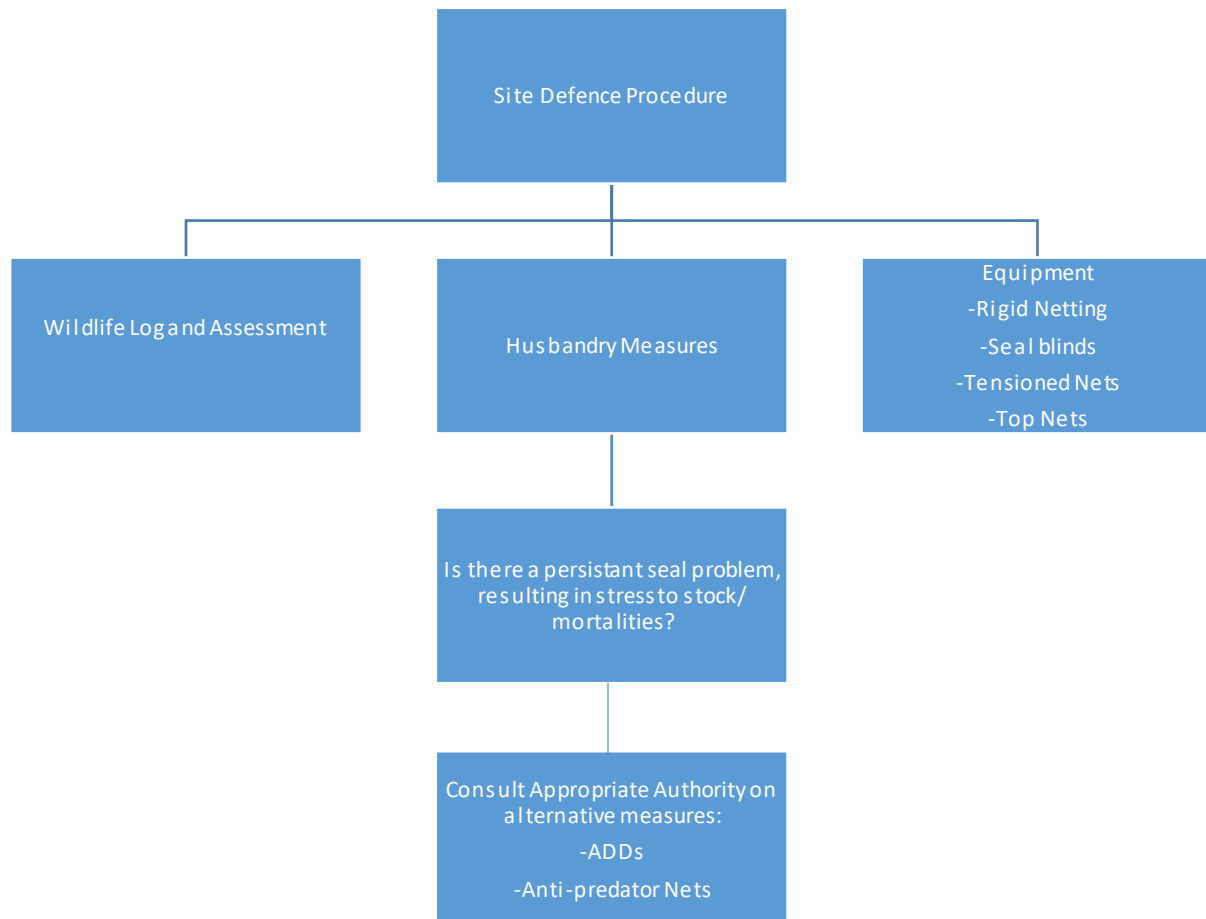 Site Defence Procedure
Wildlife Log and Assessment
Husbandry Measures
Equipment
-Rigid Netting
-Seal blinds
-Tensioned Nets
-Top Nets
Is there a persistant seal problem,
resulting in stress to stock/
mortalities?
Consult Appropriate Authority on
alternative measures:
-ADDs
-Anti-predator Nets